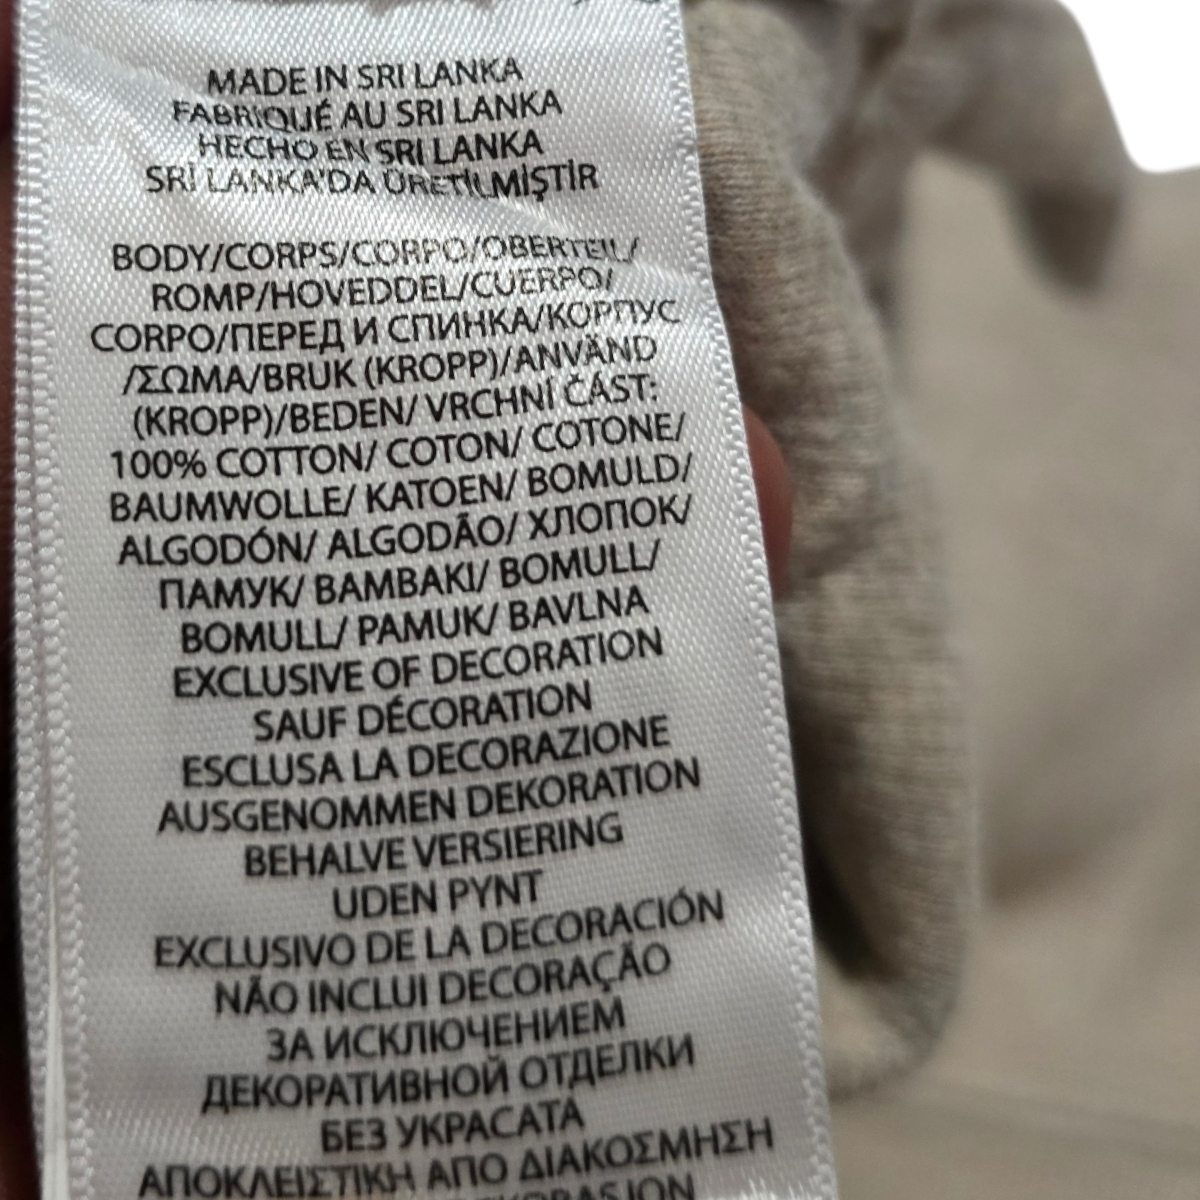 MADE IN SRI LANKA
FABRIQUÉ AU SRI LANKA
HECHO EN SRI LANKA
SRİ LANKA'DA ÜRETİLMİŞTİR
BODY/CORPS/CORPO/OBERTEIL/
ROMP/HOVEDDEL/CUERPO/
CORPO/ПЕРЕД И СПИНКА/КОРПУС
/ΣΩΜΑ/BRUK (KROPP)/ANVÄND
(KROPP)/BEDEN/ VRCHNÍ ČÁST:
100% COTTON/ COTON/ COTONE/
BAUMWOLLE/ KATOEN/ BOMULD/
ALGODÓN/ ALGODÃO/ ХЛОПОК/
ПАМУК/ BAMBAKI/ BOMULL/
BOMULL/ PAMUK/ BAVLNA
EXCLUSIVE OF DECORATION
SAUF DÉCORATION
ESCLUSA LA DECORAZIONE
AUSGENOMMEN DEKORATION
BEHALVE VERSIERING
UDEN PYNT
EXCLUSIVO DE LA DECORACIÓN
NÃO INCLUI DECORAÇÃO
ЗА ИСКЛЮЧЕНИЕМ
ДЕКОРАТИВНОЙ ОТДЕЛКИ
БЕЗ УКРАСАТА
ΑΠΟΚΛΕΙΣΤΙΚΗ ΑΠΟ ΔΙΑΚΟΣΜΗΣΗ